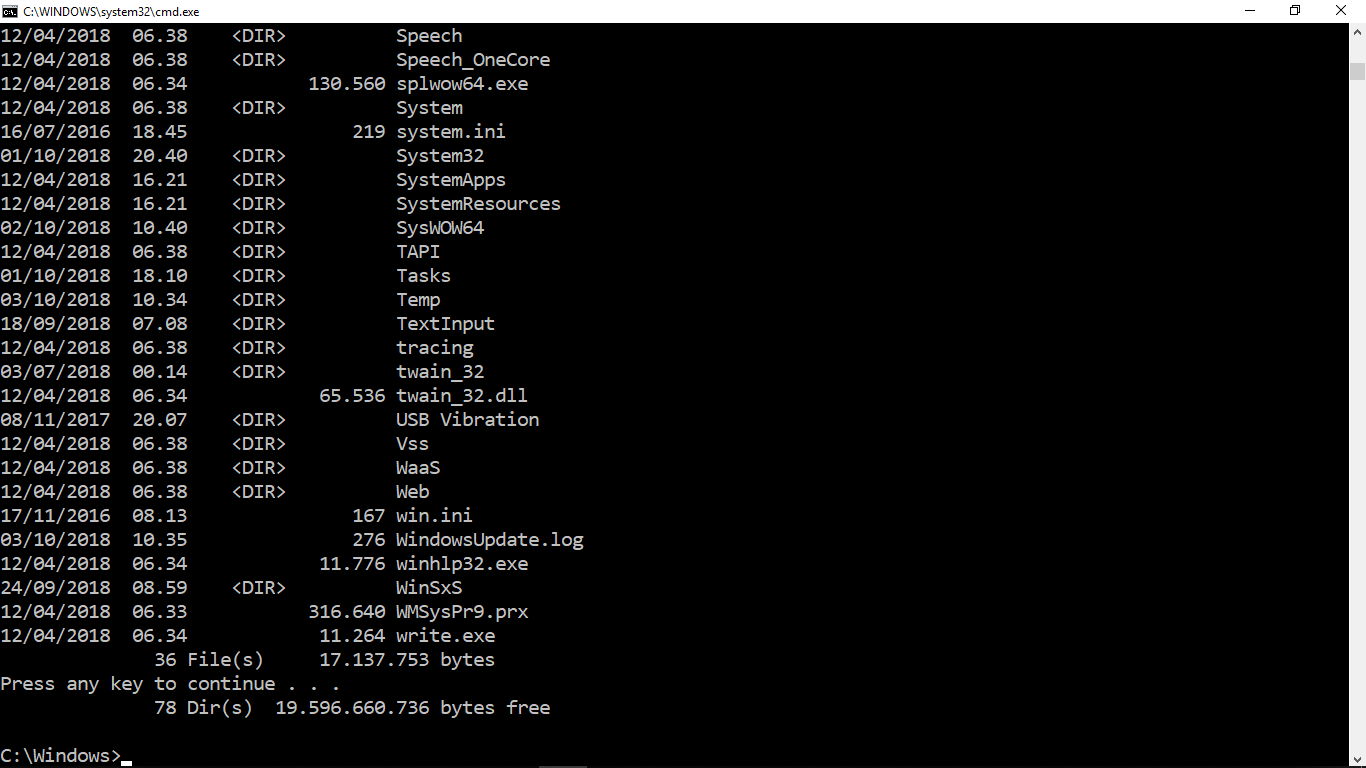 C:\WINDOWS\system32\cmd.exe
12/04/2018  06.38    <DIR>          Speech
12/04/2018  06.38    <DIR>          Speech_OneCore
12/04/2018  06.34           130.560 splwow64.exe
12/04/2018  06.38    <DIR>          System
16/07/2016  18.45               219 system.ini
01/10/2018  20.40    <DIR>          System32
12/04/2018  16.21    <DIR>          SystemApps
12/04/2018  16.21    <DIR>          SystemResources
02/10/2018  10.40    <DIR>          SysWOW64
12/04/2018  06.38    <DIR>          TAPI
01/10/2018  18.10    <DIR>          Tasks
03/10/2018  10.34    <DIR>          Temp
18/09/2018  07.08    <DIR>          TextInput
12/04/2018  06.38    <DIR>          tracing
03/07/2018  00.14    <DIR>          twain_32
12/04/2018  06.34            65.536 twain_32.dll
08/11/2017  20.07    <DIR>          USB Vibration
12/04/2018  06.38    <DIR>          Vss
12/04/2018  06.38    <DIR>          WaaS
12/04/2018  06.38    <DIR>          Web
17/11/2016  08.13               167 win.ini
03/10/2018  10.35               276 WindowsUpdate.log
12/04/2018  06.34            11.776 winhlp32.exe
24/09/2018  08.59    <DIR>          WinSxS
12/04/2018  06.33           316.640 WMSysPr9.prx
12/04/2018  06.34            11.264 write.exe
              36 File(s)     17.137.753 bytes
Press any key to continue . . .
              78 Dir(s)  19.596.660.736 bytes free
C:\Windows>